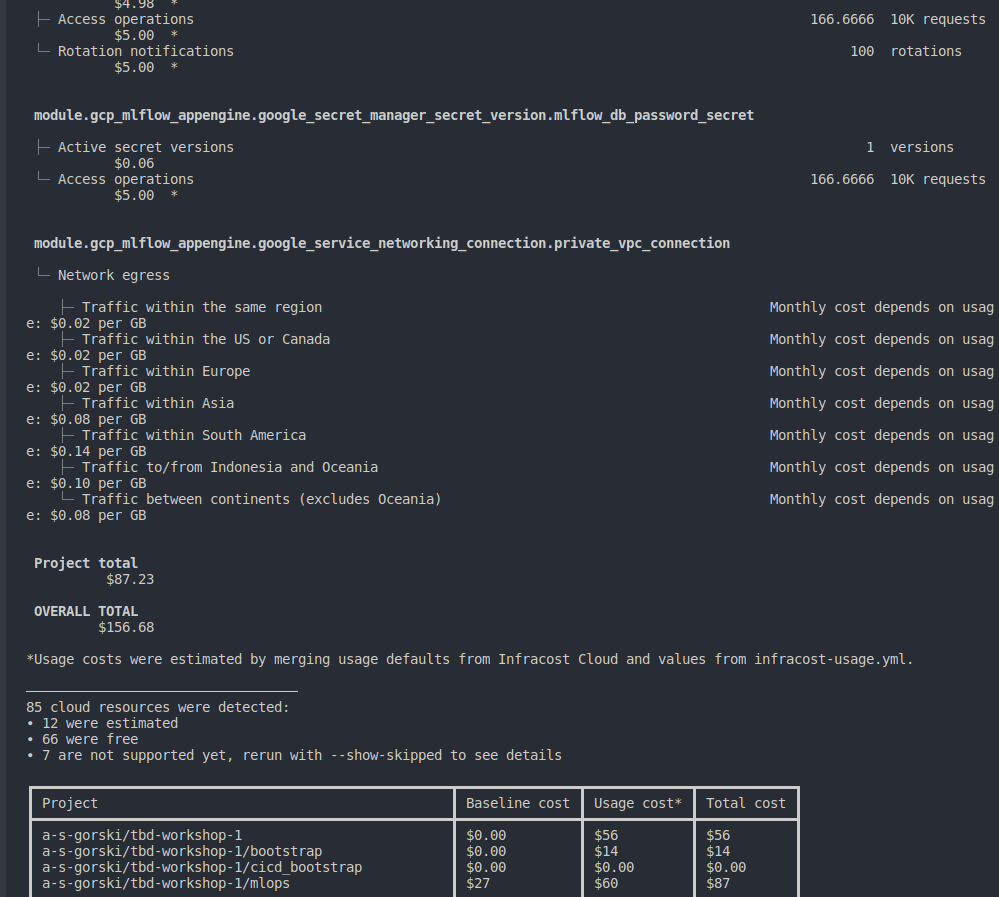 $4.98  *
├─ Access operations                                                                             166.6666  10K requests
$5.00  *
└─ Rotation notifications                                                                             100  rotations
$5.00  *
module.gcp_mlflow_appengine.google_secret_manager_secret_version.mlflow_db_password_secret
├─ Active secret versions                                                                               1  versions
$0.06
└─ Access operations                                                                             166.6666  10K requests
$5.00  *
module.gcp_mlflow_appengine.google_service_networking_connection.private_vpc_connection
└─ Network egress
├─ Traffic within the same region                                                        Monthly cost depends on usag
e: $0.02 per GB
├─ Traffic within the US or Canada                                                       Monthly cost depends on usag
e: $0.02 per GB
├─ Traffic within Europe                                                                 Monthly cost depends on usag
e: $0.02 per GB
├─ Traffic within Asia                                                                   Monthly cost depends on usag
e: $0.08 per GB
├─ Traffic within South America                                                          Monthly cost depends on usag
e: $0.14 per GB
├─ Traffic to/from Indonesia and Oceania                                                 Monthly cost depends on usag
e: $0.10 per GB
└─ Traffic between continents (excludes Oceania)                                         Monthly cost depends on usag
e: $0.08 per GB
Project total
$87.23
OVERALL TOTAL
$156.68
*Usage costs were estimated by merging usage defaults from Infracost Cloud and values from infracost-usage.yml.
85 cloud resources were detected:
• 12 were estimated
• 66 were free
• 7 are not supported yet, rerun with --show-skipped to see details
Project  Baseline cost  Usage cost*  Total cost
a-s-gorski/tbd-workshop-1  $0.00  $56  $56
a-s-gorski/tbd-workshop-1/bootstrap  $0.00  $14  $14
a-s-gorski/tbd-workshop-1/cicd_bootstrap  $0.00  $0.00  $0.00
a-s-gorski/tbd-workshop-1/mlops  $27  $60  $87